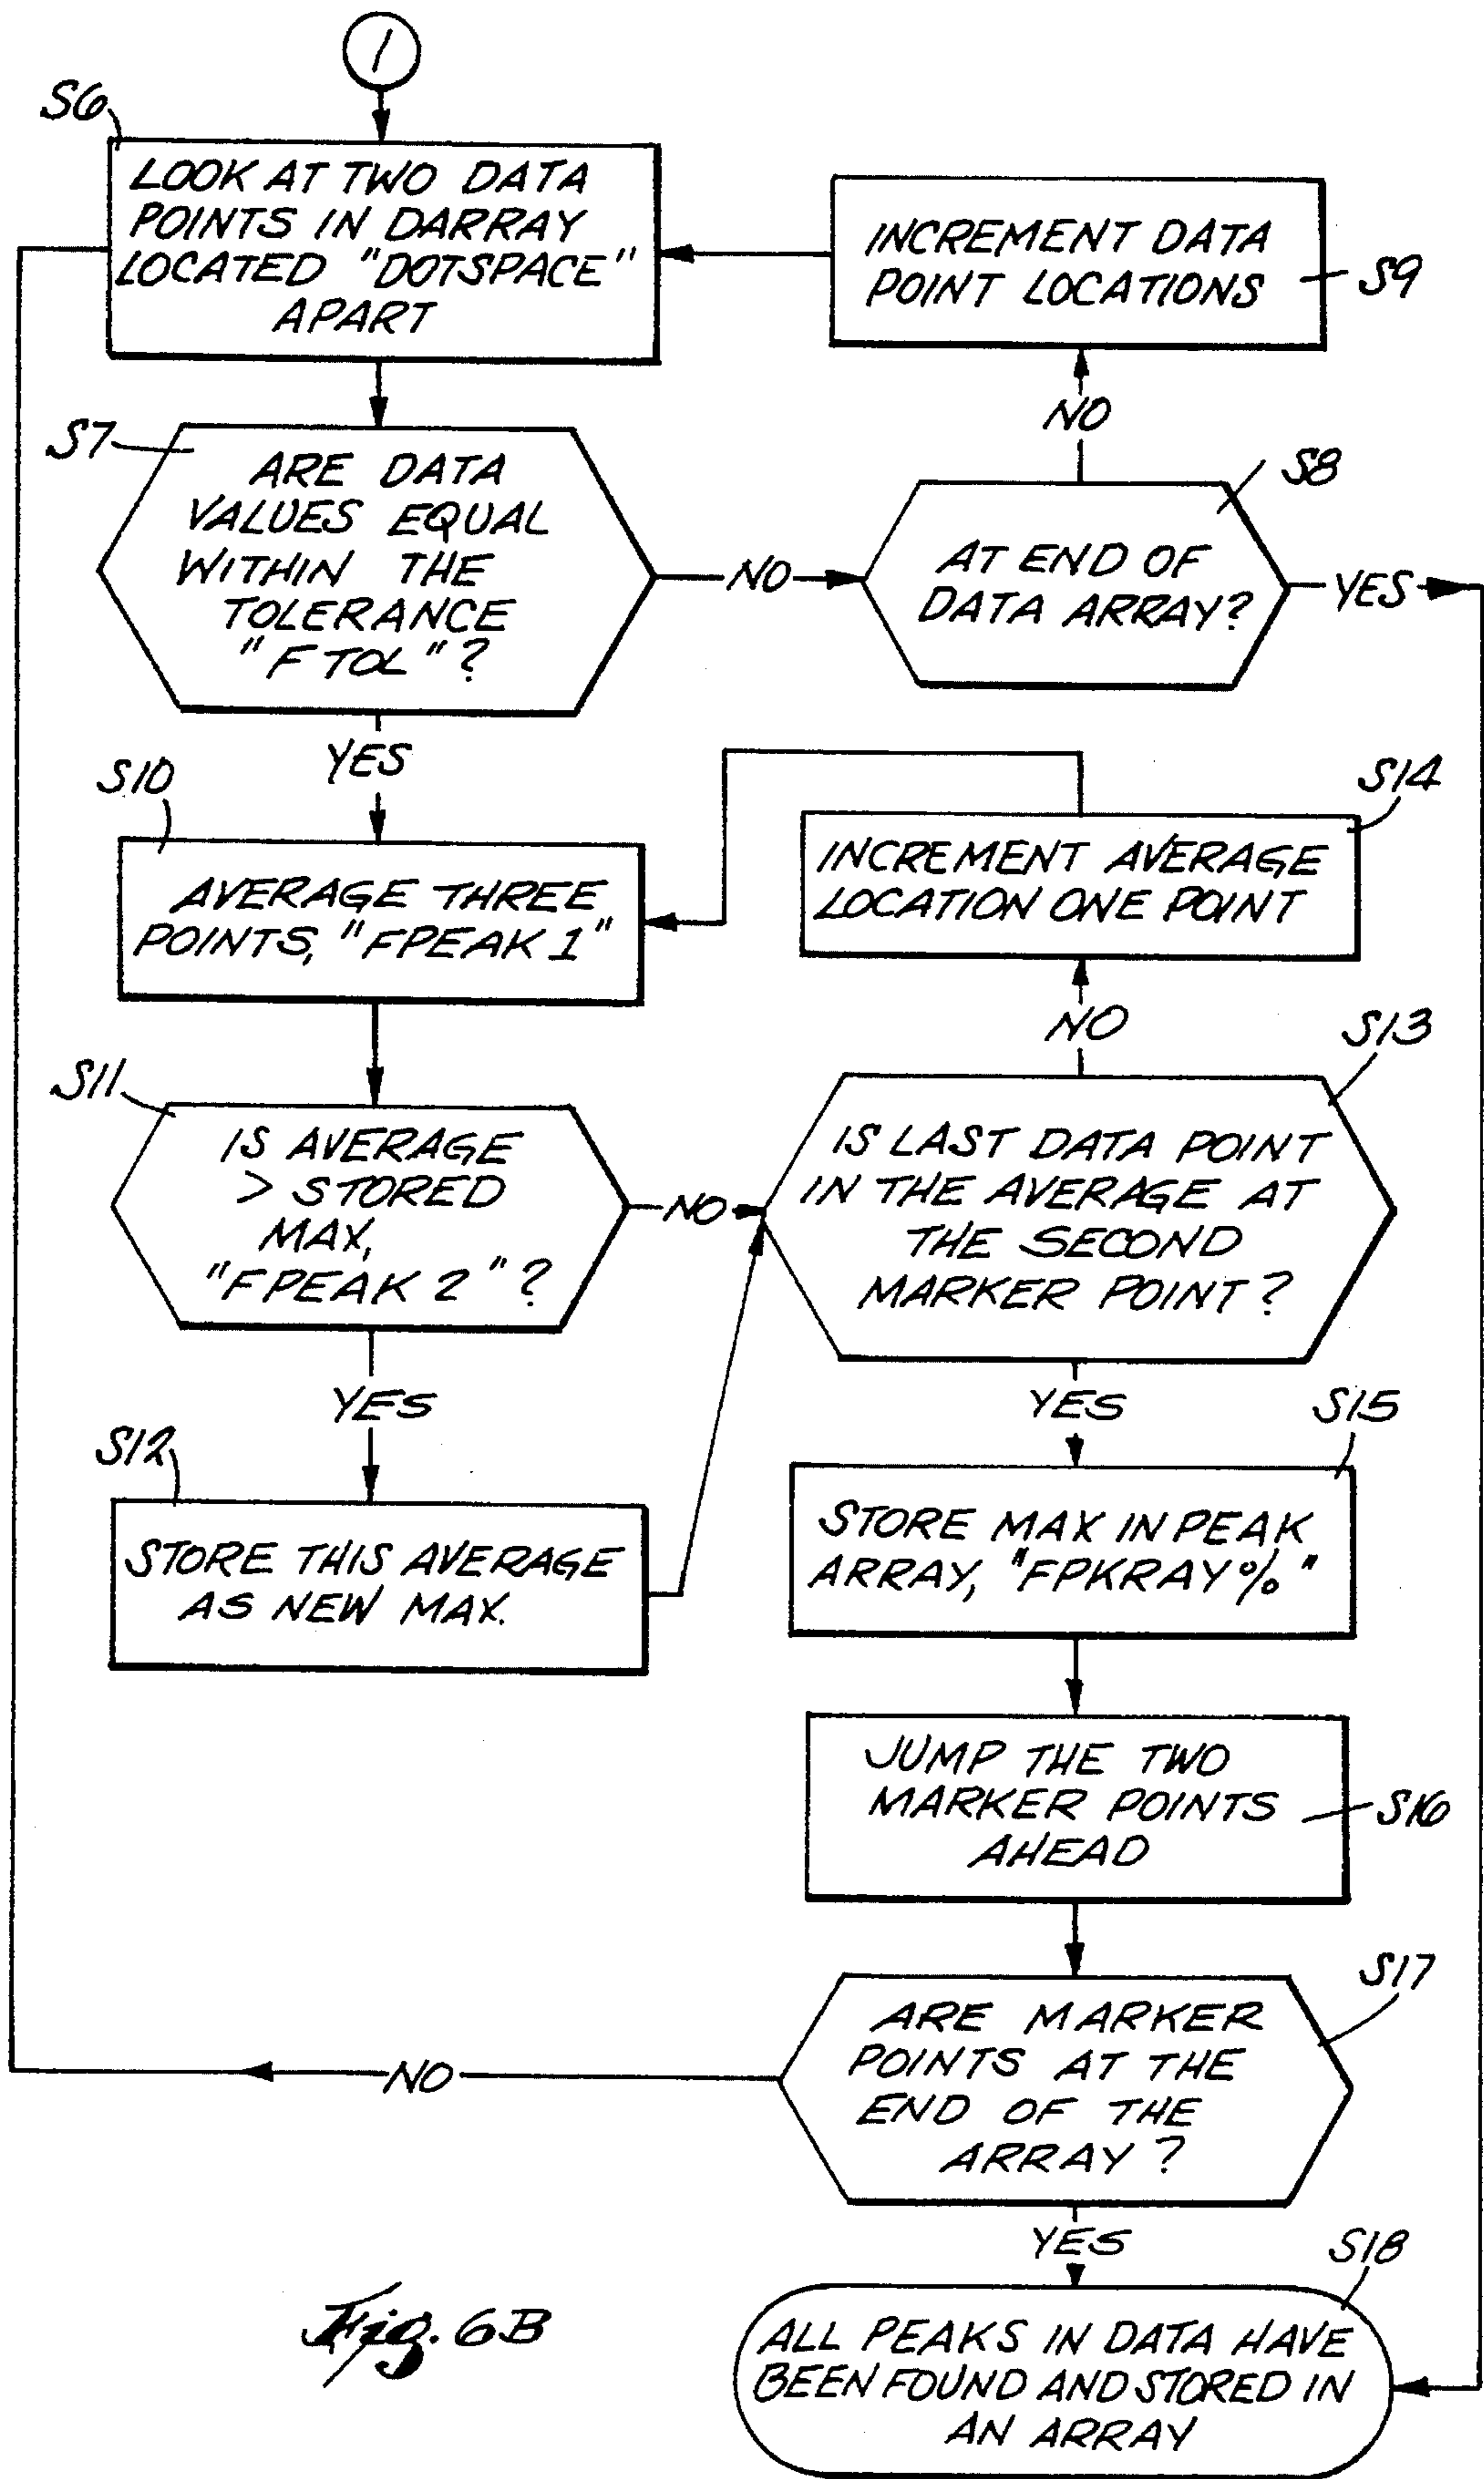 1
S6
LOOK AT TWO DATA
POINTS IN DARRAY
LOCATED "DOTSPACE"
APART
INCREMENT DATA
POINT LOCATIONS
S9
NO
S7
ARE DATA
VALUES EQUAL
WITHIN THE
TOLERANCE
"FTOL"?
NO
S8
AT END OF
DATA ARRAY?
YES
YES
S10
AVERAGE THREE
POINTS, "FPEAK 1"
S14
INCREMENT AVERAGE
LOCATION ONE POINT
NO
S11
IS AVERAGE
> STORED
MAX,
"FPEAK 2"?
NO
S13
IS LAST DATA POINT
IN THE AVERAGE AT
THE SECOND
MARKER POINT?
YES
YES
S12
STORE THIS AVERAGE
AS NEW MAX.
S15
STORE MAX IN PEAK
ARRAY, "FPKRAY%"
JUMP THE TWO
MARKER POINTS
AHEAD
S16
S17
ARE MARKER
POINTS AT THE
END OF THE
ARRAY?
NO
YES
S18
ALL PEAKS IN DATA HAVE
BEEN FOUND AND STORED IN
AN ARRAY
Fig. 6B